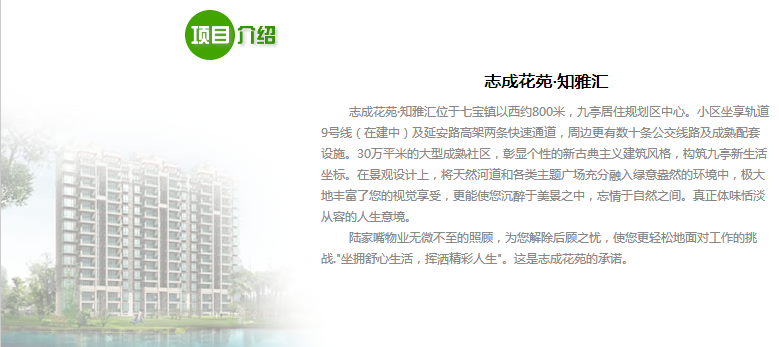 项目介绍
志成花苑·知雅汇
志成花苑·知雅汇位于七宝镇以西约800米，九亭居住规划区中心。小区坐享轨道
9号线（在建中）及延安路高架两条快速通道，周边更有数十条公交线路及成熟配套
设施。30万平米的大型成熟社区，彰显个性的新古典主义建筑风格，构筑九亭新生活
坐标。在景观设计上，将天然河道和各类主题广场充分融入绿意盎然的环境中，极大
地丰富了您的视觉享受，更能使您沉醉于美景之中，忘情于自然之间。真正体味恬淡
从容的人生意境。
陆家嘴物业无微不至的照顾，为您解除后顾之忧，使您更轻松地面对工作的挑
战."坐拥舒心生活，挥洒精彩人生"。这是志成花苑的承诺。